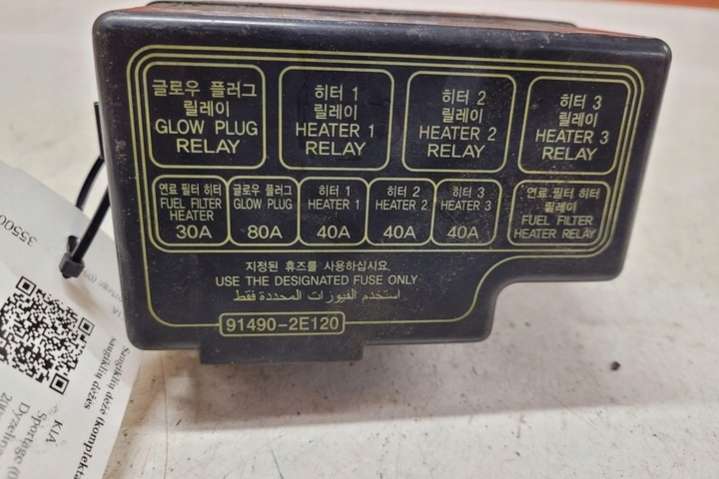 글로우 플러그
릴레이
GLOW PLUG
RELAY
히터 1
릴레이
HEATER 1
RELAY
히터 2
릴레이
HEATER 2
RELAY
히터 3
릴레이
HEATER 3
RELAY
연료 필터 히터
FUEL FILTER
HEATER
30A
글로우 플러그
GLOW PLUG
80A
히터 1
HEATER 1
40A
히터 2
HEATER 2
40A
히터 3
HEATER 3
40A
연료 필터 히터
릴레이
FUEL FILTER
HEATER RELAY
지정된 휴즈를 사용하십시요.
USE THE DESIGNATED FUSE ONLY
استخدم الفيوزات المحددة فقط
91490-2E120
35500
Saugiklių dėžė (komplektas
saugiklių dėžės
KIA
Sportage